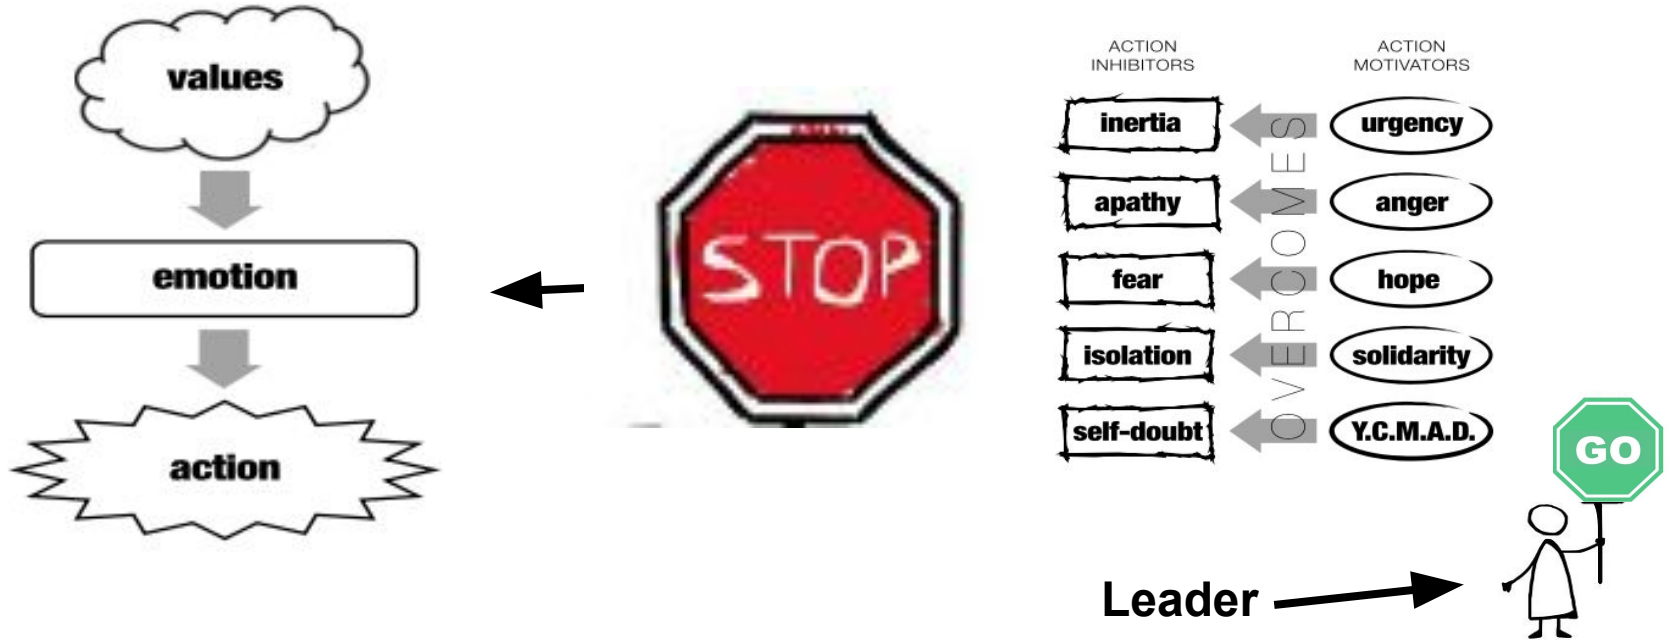 values
emotion
action
STOP
ACTION
INHIBITORS
ACTION
MOTIVATORS
inertia
urgency
apathy
anger
fear
hope
isolation
solidarity
self-doubt
Y.C.M.A.D.
OVERCOMES
GO
Leader